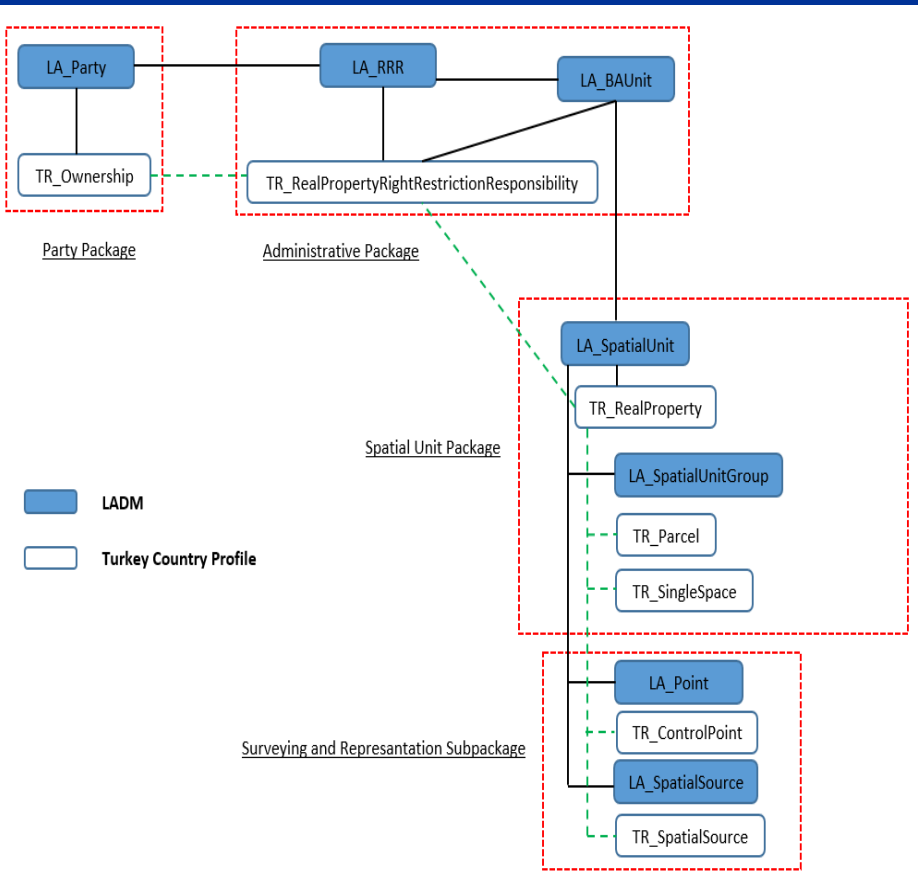 LA_Party
LA_RRR
LA_BAUnit
TR_Ownership
TR_RealPropertyRightRestrictionResponsibility
Party Package
Administrative Package
LA_SpatialUnit
TR_RealProperty
Spatial Unit Package
LA_SpatialUnitGroup
LADM
TR_Parcel
Turkey Country Profile
TR_SingleSpace
LA_Point
TR_ControlPoint
Surveying and Represantation Subpackage
LA_SpatialSource
TR_SpatialSource